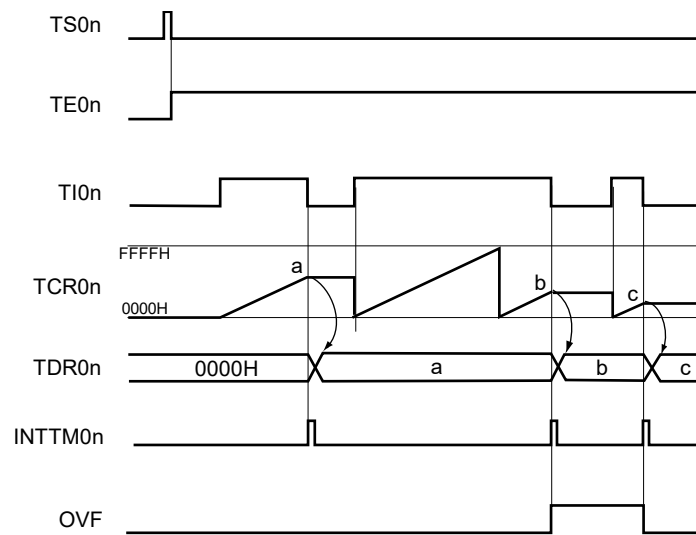 TS0n
TE0n
TI0n
FFFFH
TCR0n
a
b
c
0000H
TDR0n
0000H
a
b
c
INTTM0n
OVF